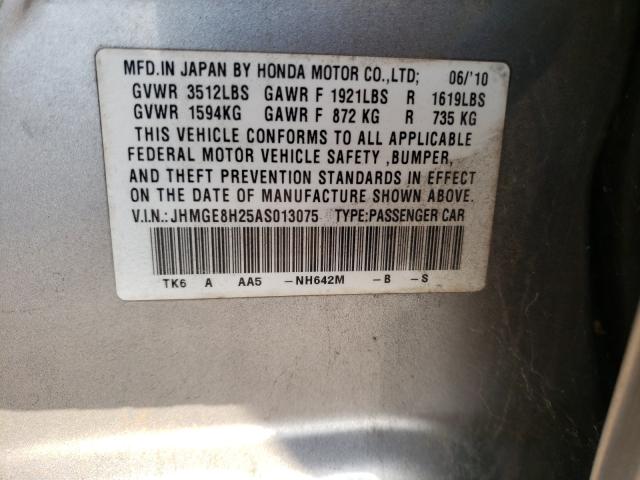 MFD.IN JAPAN BY HONDA MOTOR CO.,LTD; 06/'10
GVWR 3512LBS GAWR F 1921LBS R 1619LBS
GVWR 1594KG GAWR F 872 KG R 735 KG
THIS VEHICLE CONFORMS TO ALL APPLICABLE
FEDERAL MOTOR VEHICLE SAFETY ,BUMPER,
AND THEFT PREVENTION STANDARDS IN EFFECT
ON THE DATE OF MANUFACTURE SHOWN ABOVE.
V.I.N.: JHMGE8H25AS013075 TYPE:PASSENGER CAR
TK6 A AA5 -NH642M -B -S